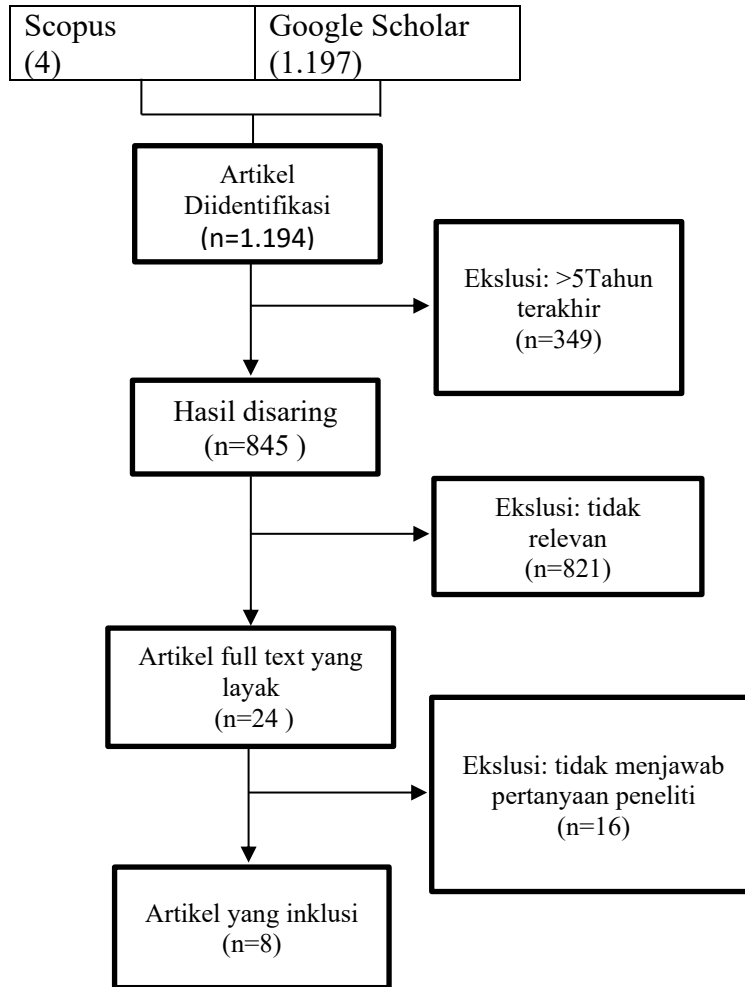 Scopus
(4)
Google Scholar
(1.197)
Artikel
Diidentifikasi
(n=1.194)
Ekslusi: >5Tahun
terakhir
(n=349)
Hasil disaring
(n=845 )
Ekslusi: tidak
relevan
(n=821)
Artikel full text yang
layak
(n=24 )
Ekslusi: tidak menjawab
pertanyaan peneliti
(n=16)
Artikel yang inklusi
(n=8)